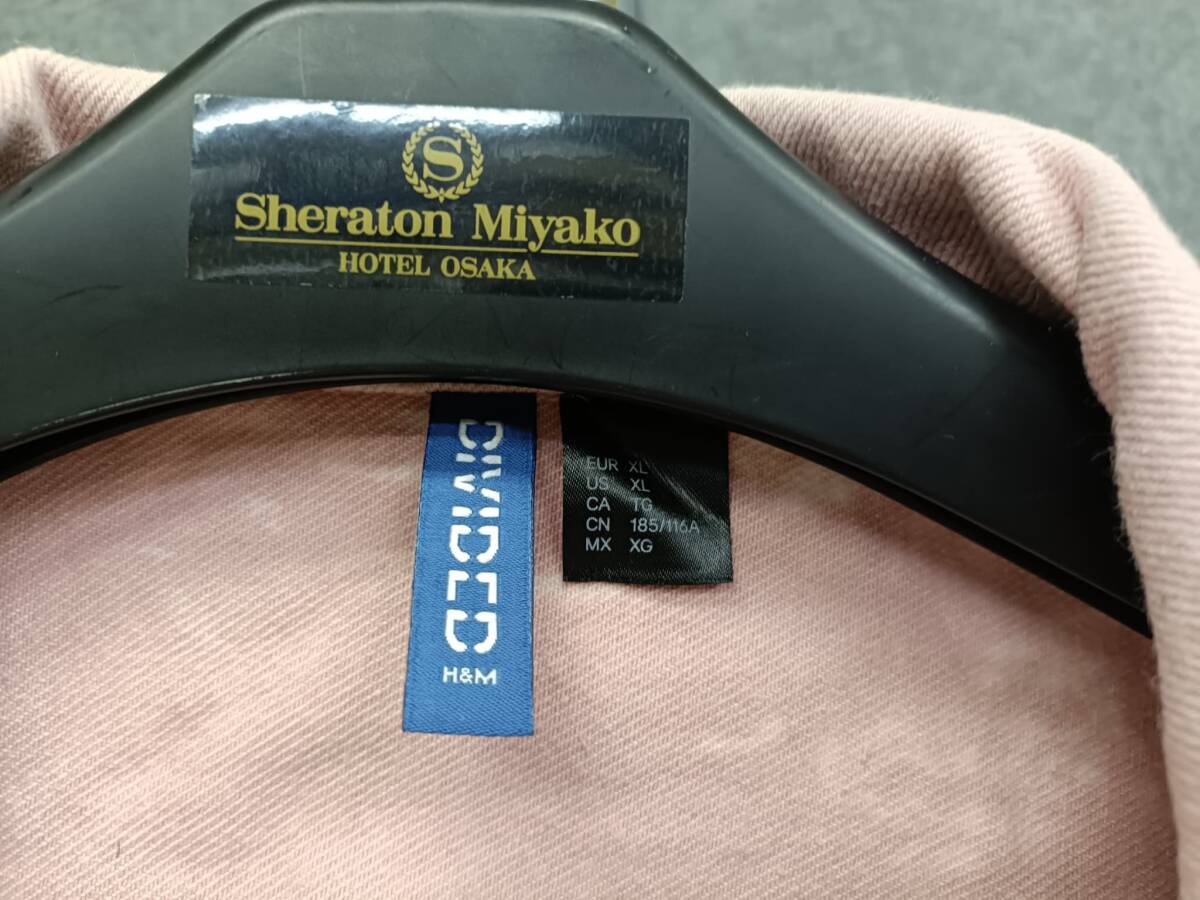 S
Sheraton Miyako
HOTEL OSAKA
DIVIDED
H&M
EUR XL
US XL
CA TG
CN 185/116A
MX XG